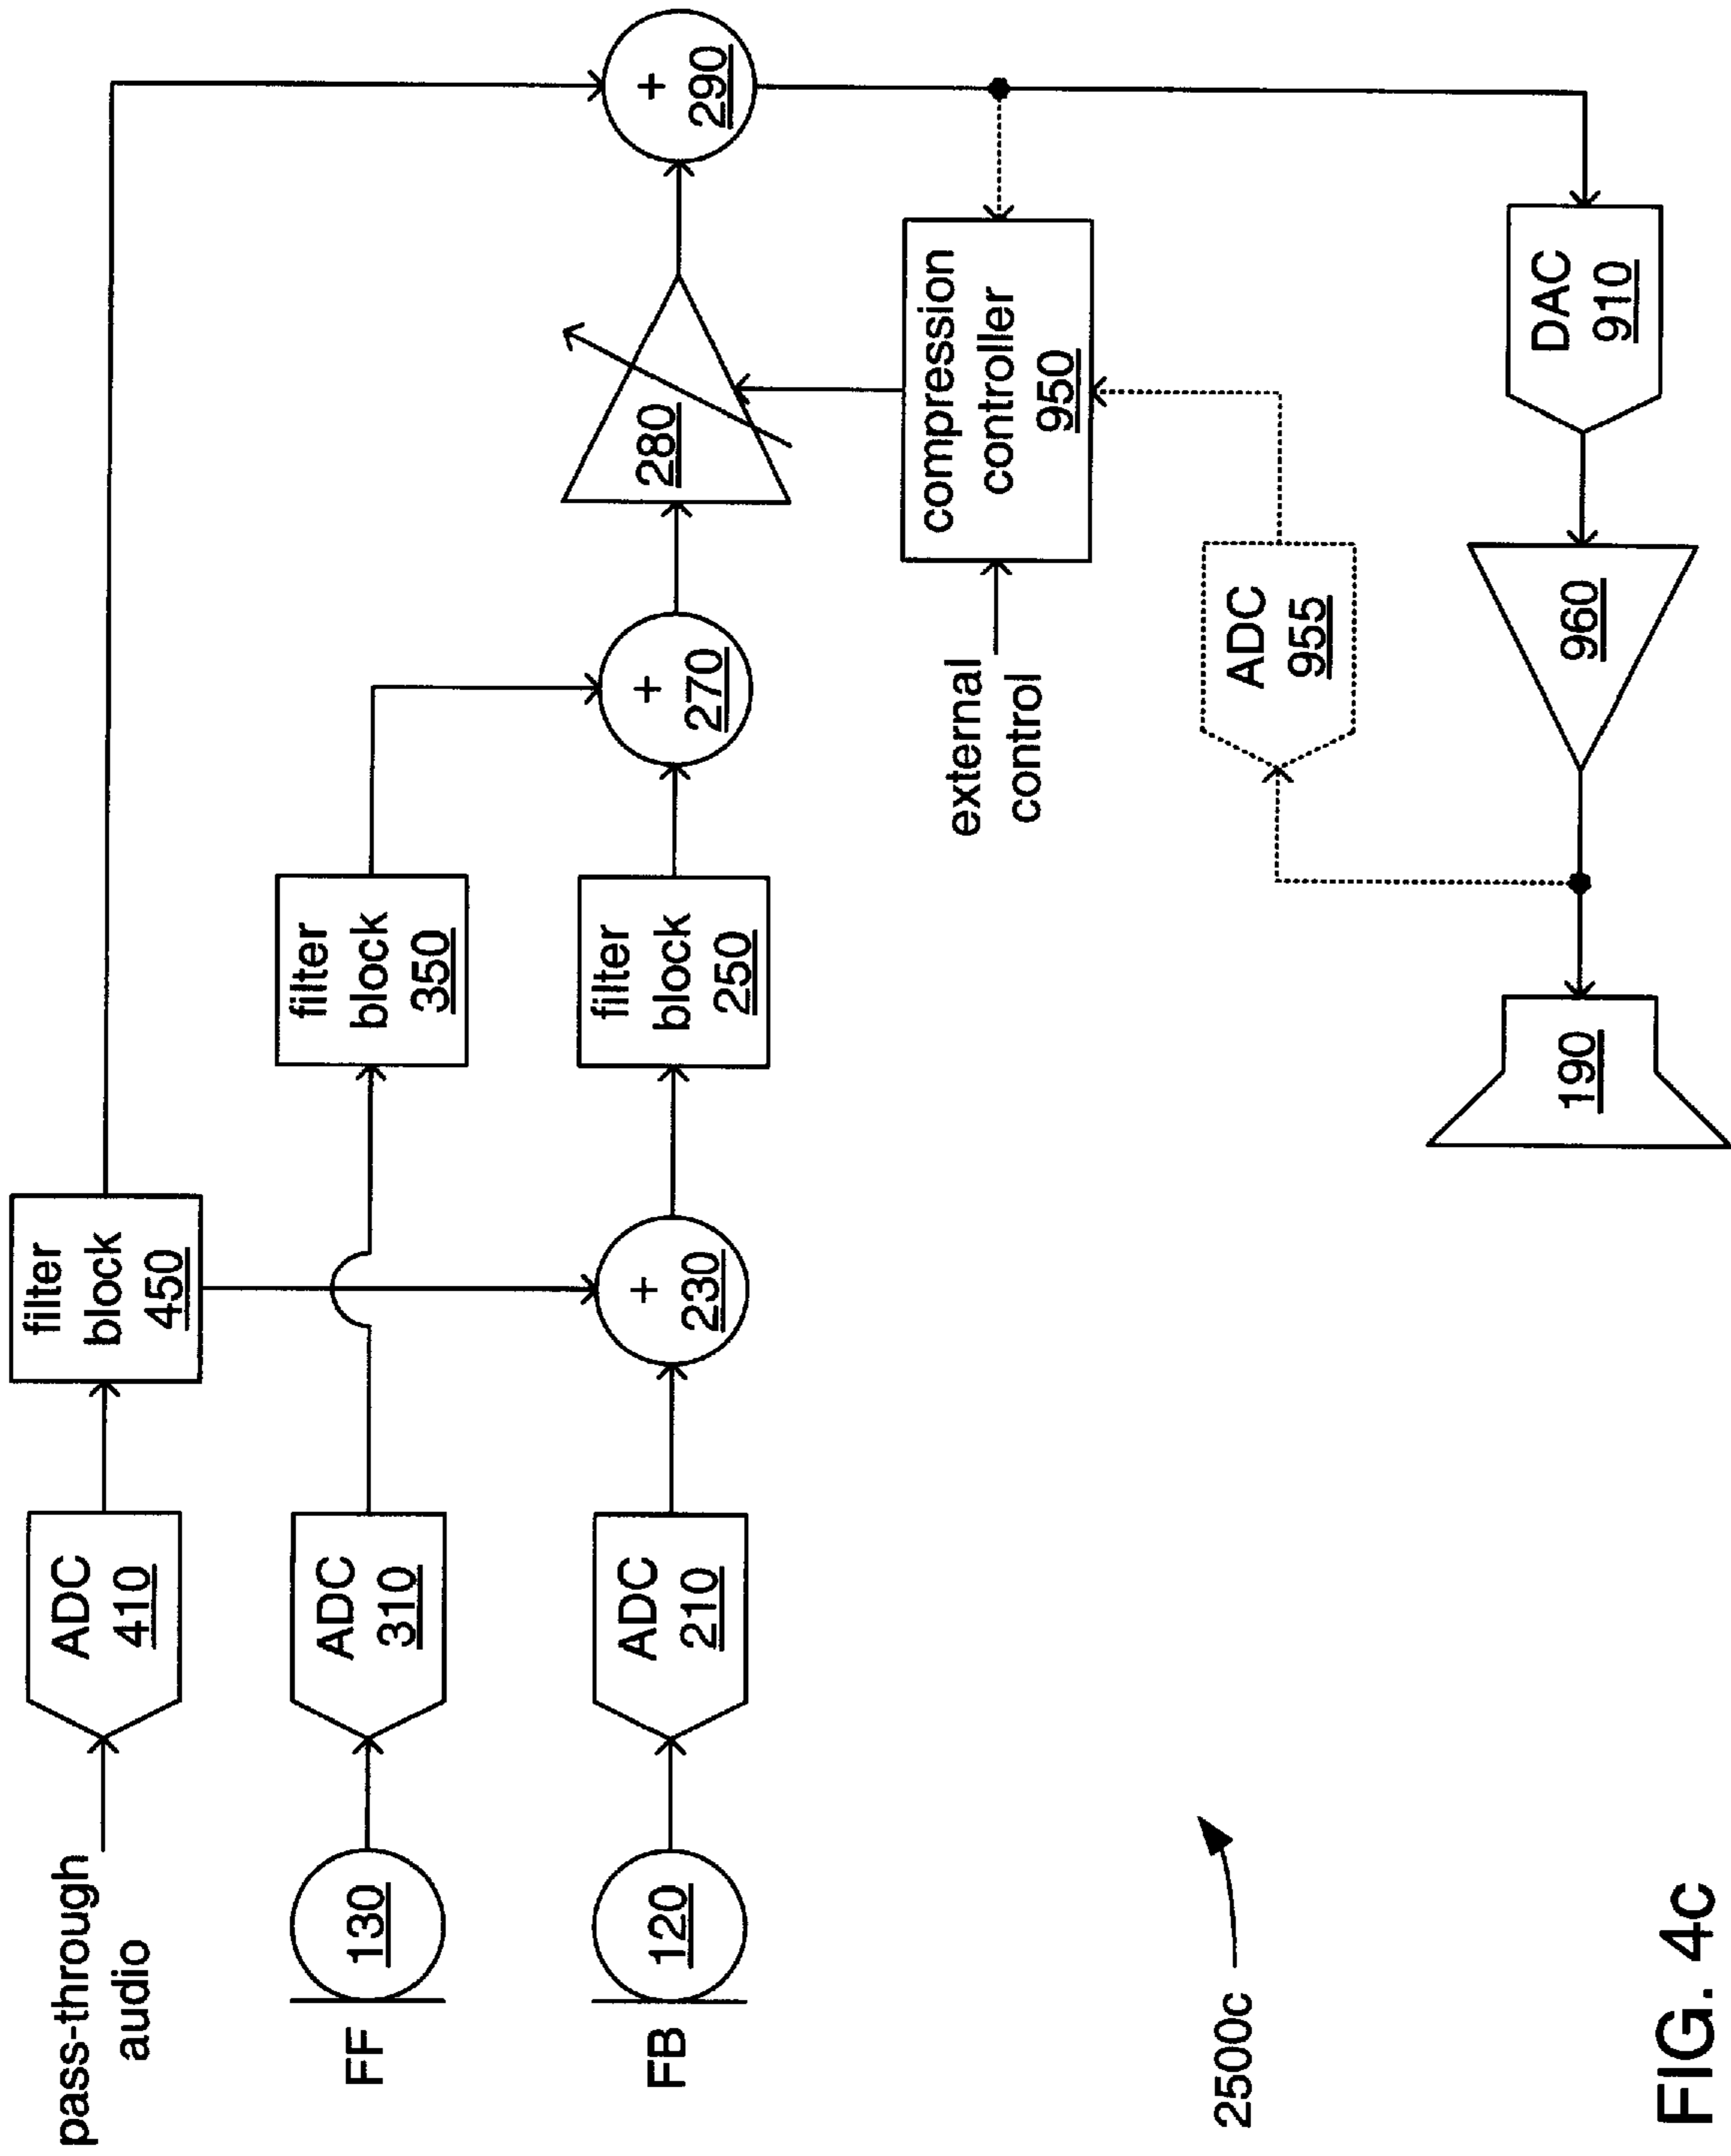 pass-through
audio
ADC
410
filter
block
450
FF
130
ADC
310
filter
block
350
FB
120
ADC
210
+
230
filter
block
250
+
270
280
+
290
external
control
compression
controller
950
ADC
955
DAC
910
960
190
2500c
FIG. 4c